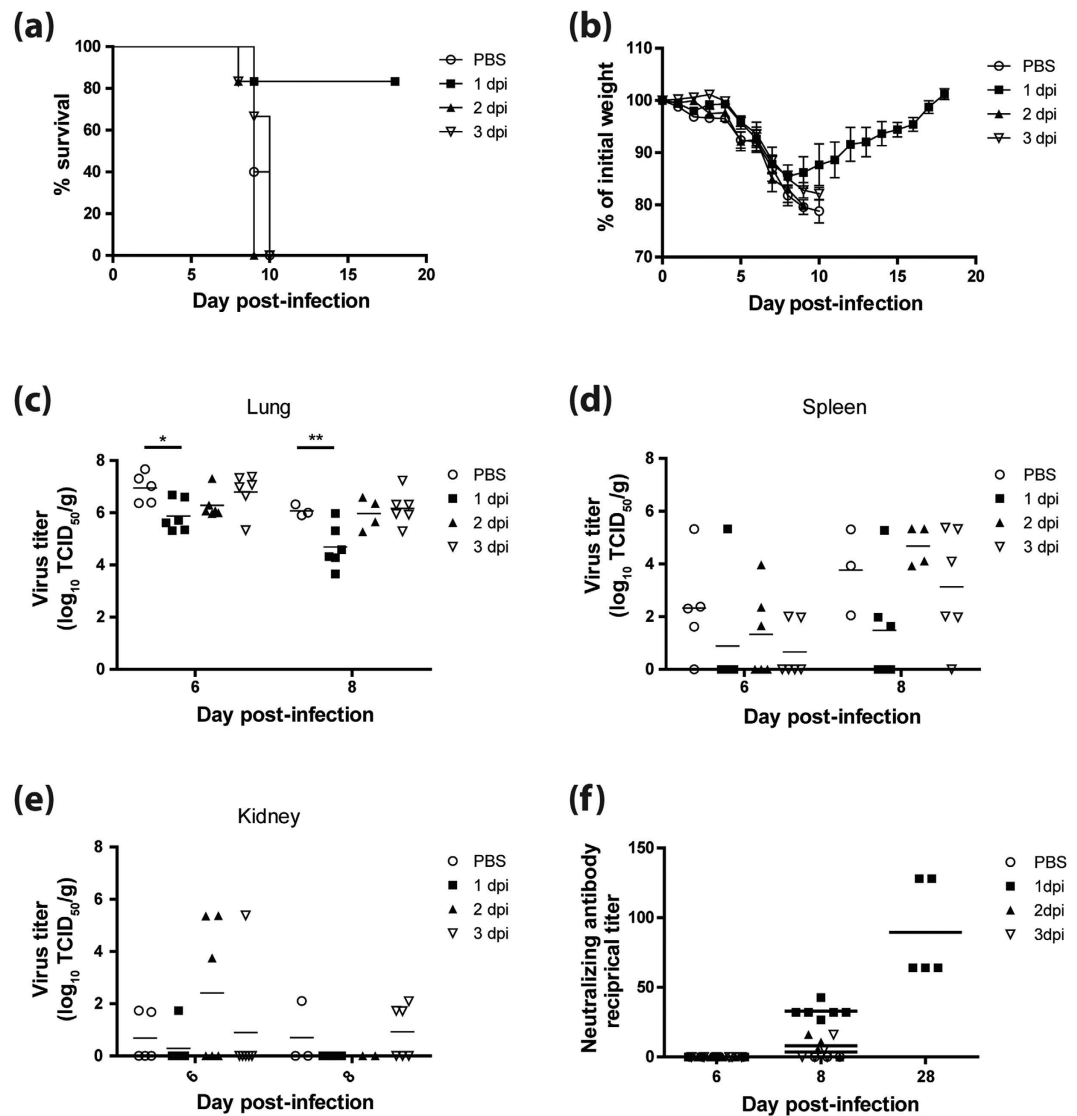 (a)
% survival
100
80
60
40
20
0
0
5
10
15
20
Day post-infection
PBS
1 dpi
2 dpi
3 dpi
(b)
% of initial weight
110
100
90
80
70
0
5
10
15
20
Day post-infection
PBS
1 dpi
2 dpi
3 dpi
(c)
Lung
Virus titer
(log10 TCID50/g)
8
6
4
2
0
*
**
6
8
Day post-infection
PBS
1 dpi
2 dpi
3 dpi
(d)
Spleen
Virus titer
(log10 TCID50/g)
8
6
4
2
0
6
8
Day post-infection
PBS
1 dpi
2 dpi
3 dpi
(e)
Kidney
Virus titer
(log10 TCID50/g)
8
6
4
2
0
6
8
Day post-infection
PBS
1 dpi
2 dpi
3 dpi
(f)
Neutralizing antibody
reciprical titer
150
100
50
0
6
8
28
Day post-infection
PBS
1dpi
2dpi
3dpi